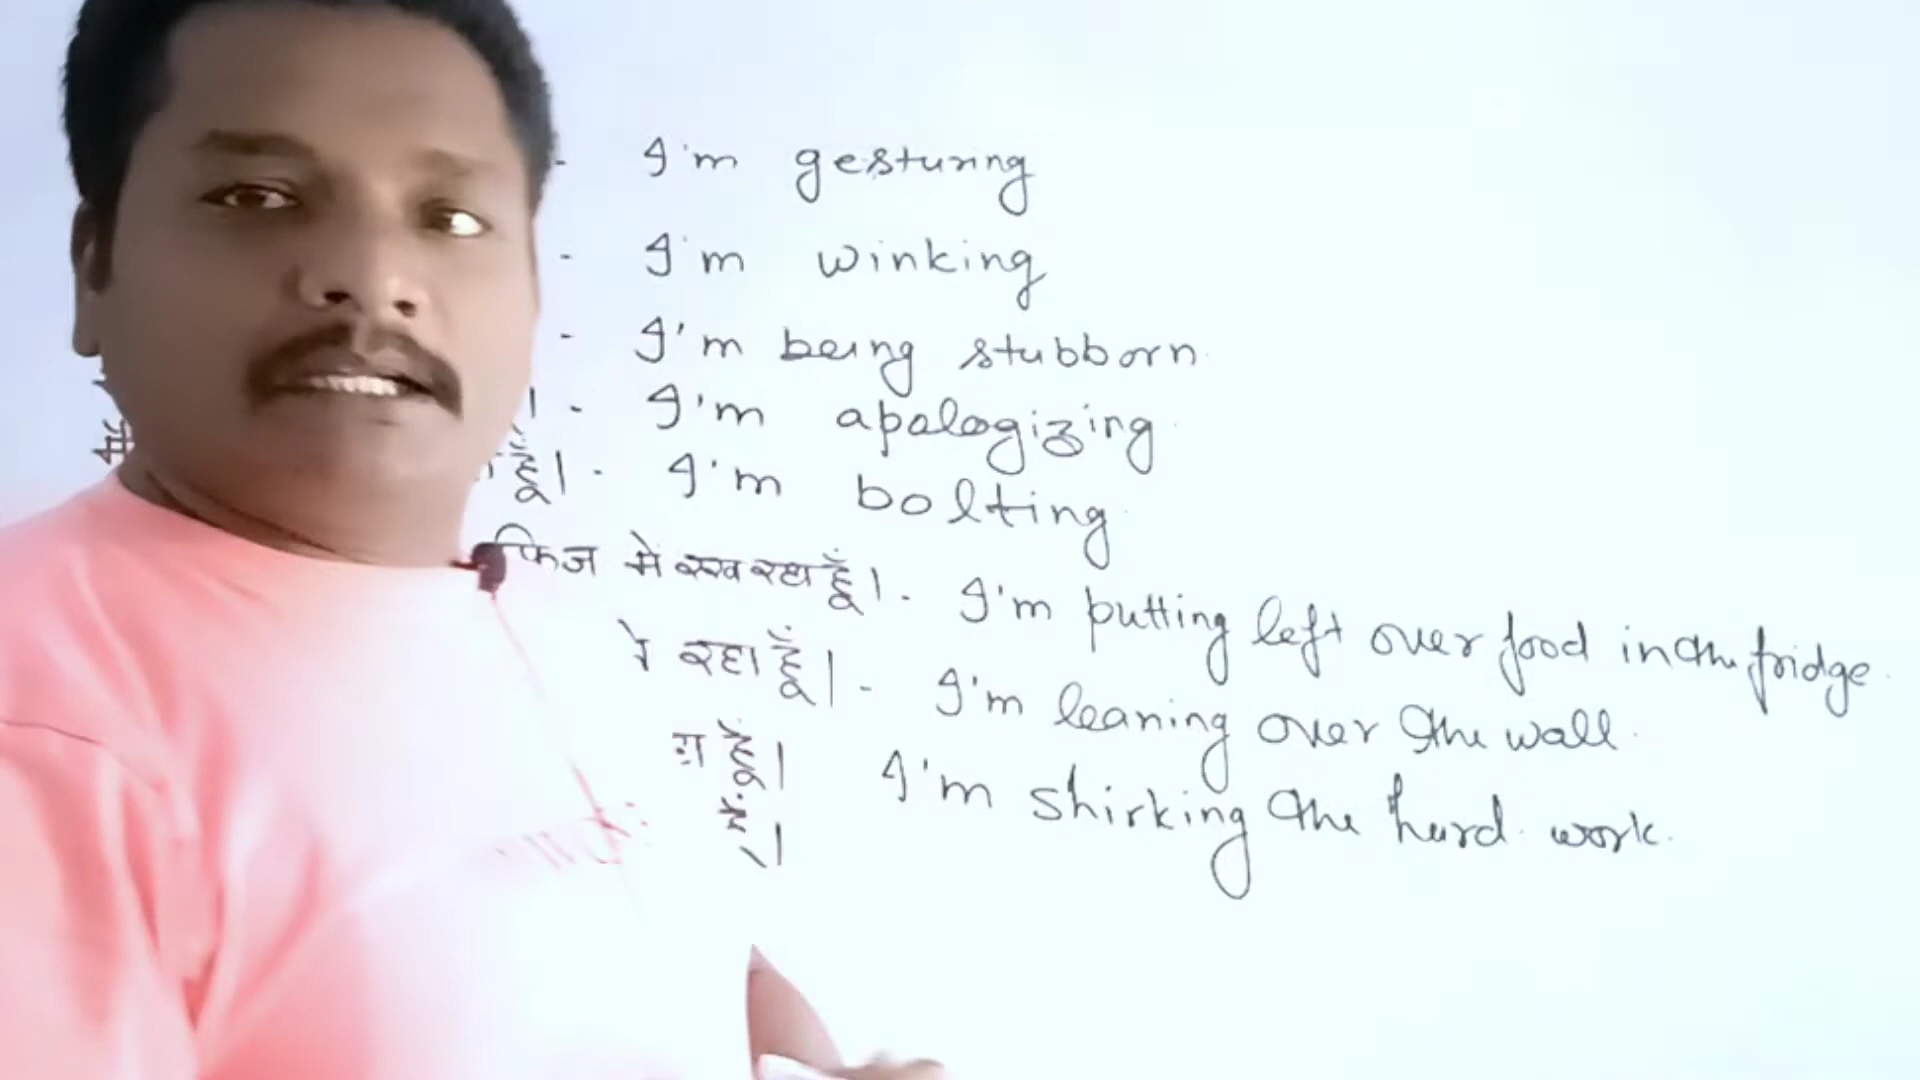 - I'm gesturing
- I'm winking
- I'm being stubborn
। - I'm apologizing
हूँ। - I'm bolting
फ्रिज में रख रहा हूँ। - I'm putting left over food in the fridge.
रहा हूँ। - I'm leaning over the wall.
हूँ। I'm shirking the hard work.